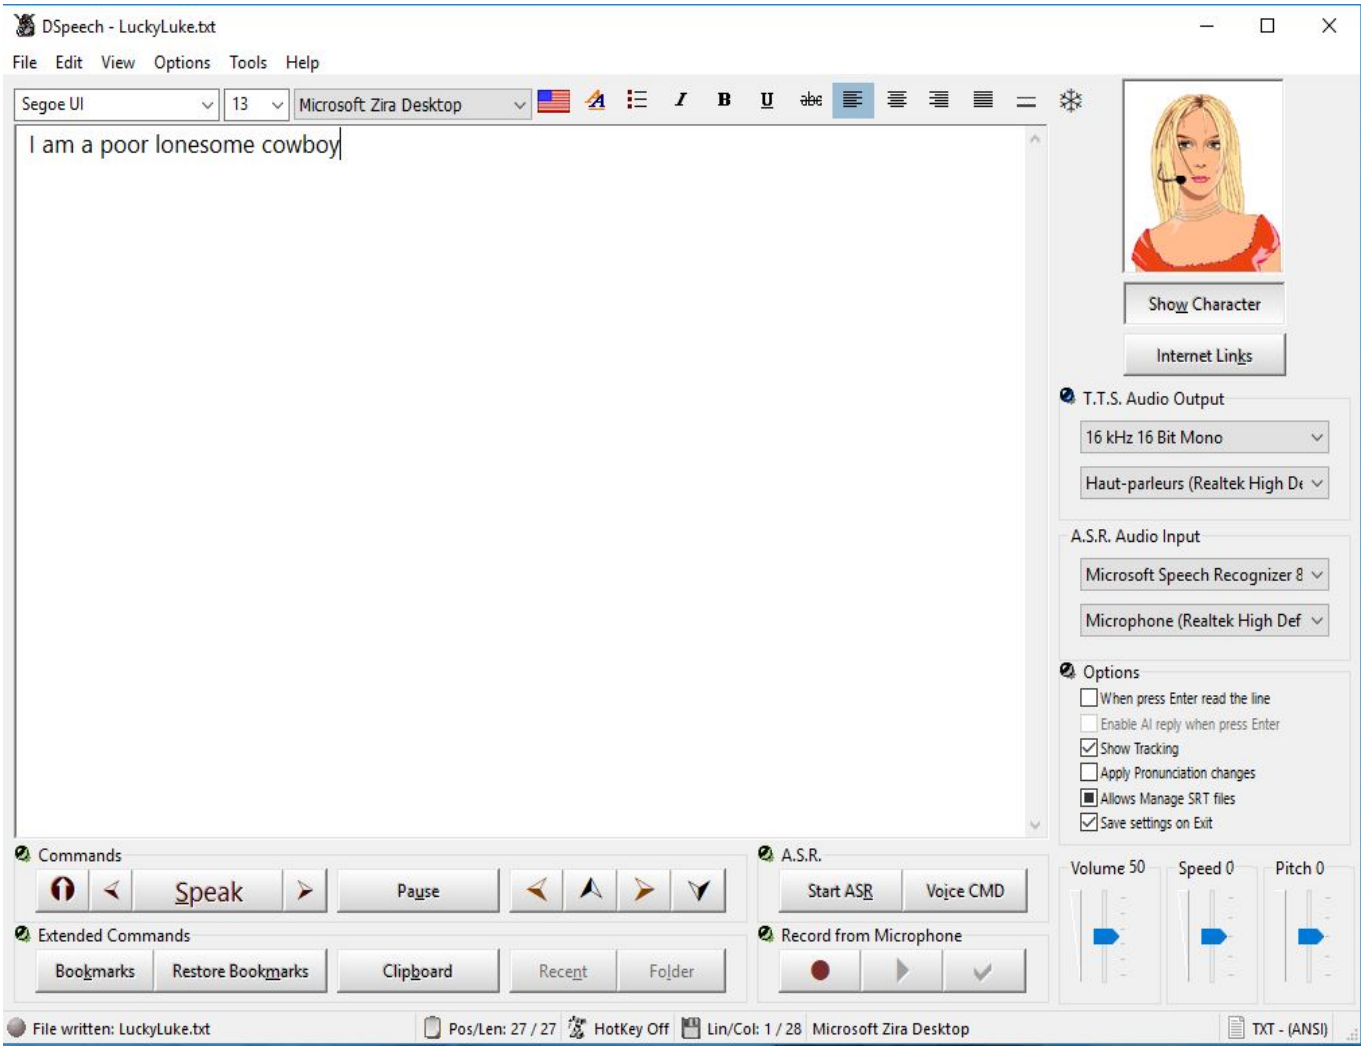 DSpeech - LuckyLuke.txt
File Edit View Options Tools Help
Segoe UI 13 Microsoft Zira Desktop A I B U abc
I am a poor lonesome cowboy
Show Character
Internet Links
T.T.S. Audio Output
16 kHz 16 Bit Mono
Haut-parleurs (Realtek High De
A.S.R. Audio Input
Microsoft Speech Recognizer 8
Microphone (Realtek High Def
Options
When press Enter read the line
Enable AI reply when press Enter
Show Tracking
Apply Pronunciation changes
Allows Manage SRT files
Save settings on Exit
Commands
Speak Pause
A.S.R.
Start ASR Voice CMD
Extended Commands
Bookmarks Restore Bookmarks Clipboard Recent Folder
Record from Microphone
Volume 50 Speed 0 Pitch 0
File written: LuckyLuke.txt Pos/Len: 27 / 27 HotKey Off Lin/Col: 1 / 28 Microsoft Zira Desktop TXT - (ANSI)